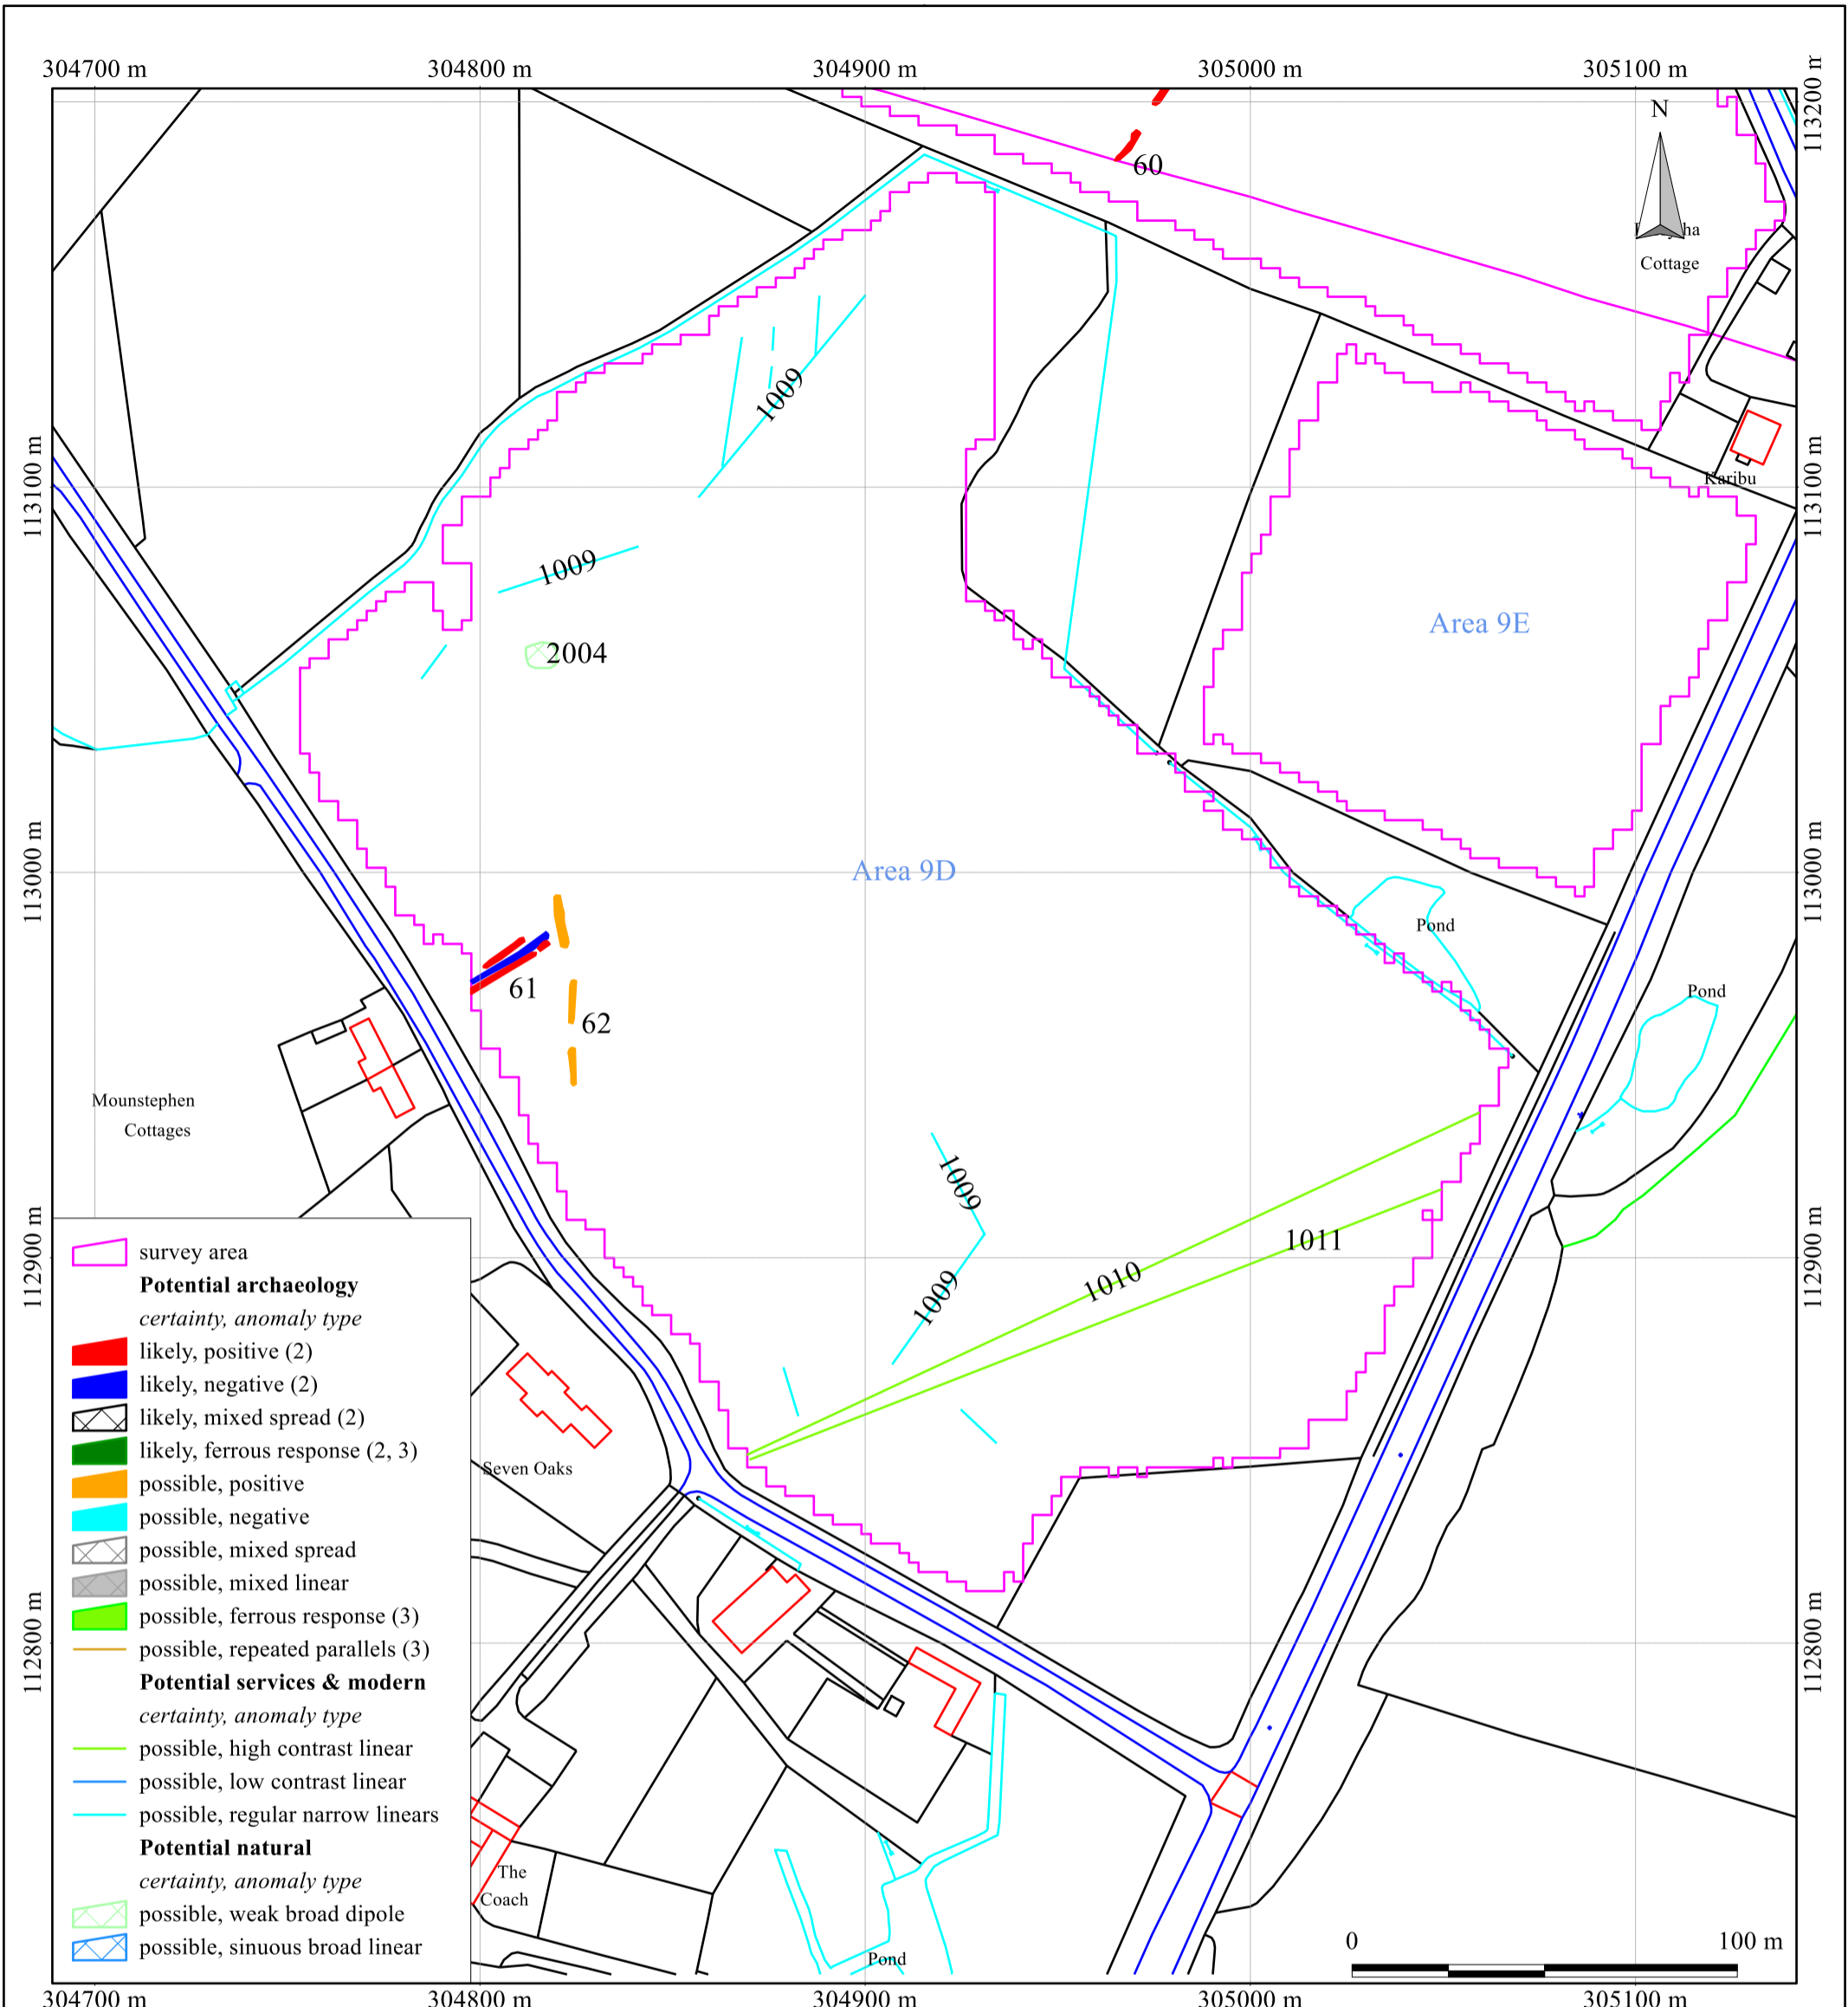 304700 m 304800 m 304900 m 305000 m 305100 m
113200 m
N
60
Cottage
1009
113100 m
113100 m
Karibu
1009
Area 9E
2004
113000 m
Area 9D
113000 m
Pond
61
Pond
62
Mounstephen
Cottages
1009
112900 m
1011
112900 m
1010
1009
survey area
Potential archaeology
certainty, anomaly type
likely, positive (2)
likely, negative (2)
likely, mixed spread (2)
likely, ferrous response (2, 3)
possible, positive
possible, negative
possible, mixed spread
possible, mixed linear
possible, ferrous response (3)
possible, repeated parallels (3)
Potential services & modern
certainty, anomaly type
possible, high contrast linear
possible, low contrast linear
possible, regular narrow linears
Potential natural
certainty, anomaly type
possible, weak broad dipole
possible, sinuous broad linear
Seven Oaks
112800 m
112800 m
The
Coach
Pond
0 100 m
304700 m 304800 m 304900 m 305000 m 305100 m